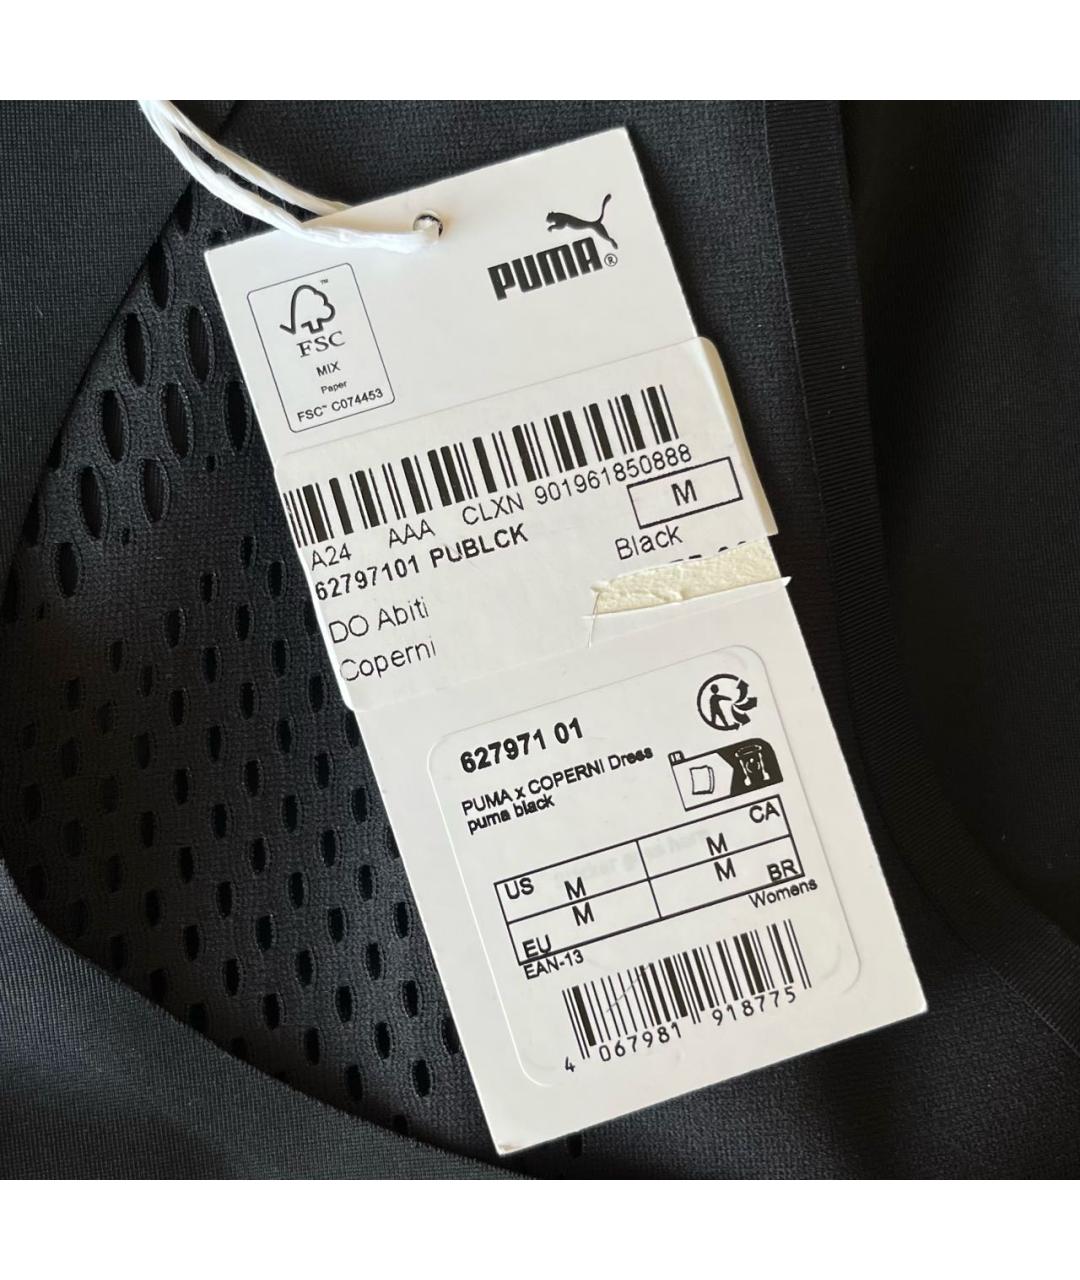 PUMA®
FSC™
MIX
Paper
FSC™ C074453
A24 AAA CLXN 901961850888
62797101 PUBLCK
M
DO Abiti
Black
Coperni
627971 01
PUMA x COPERNI Dress
puma black
US M
M CA
EU M
M BR
EAN-13
Womens
4 067981 918775